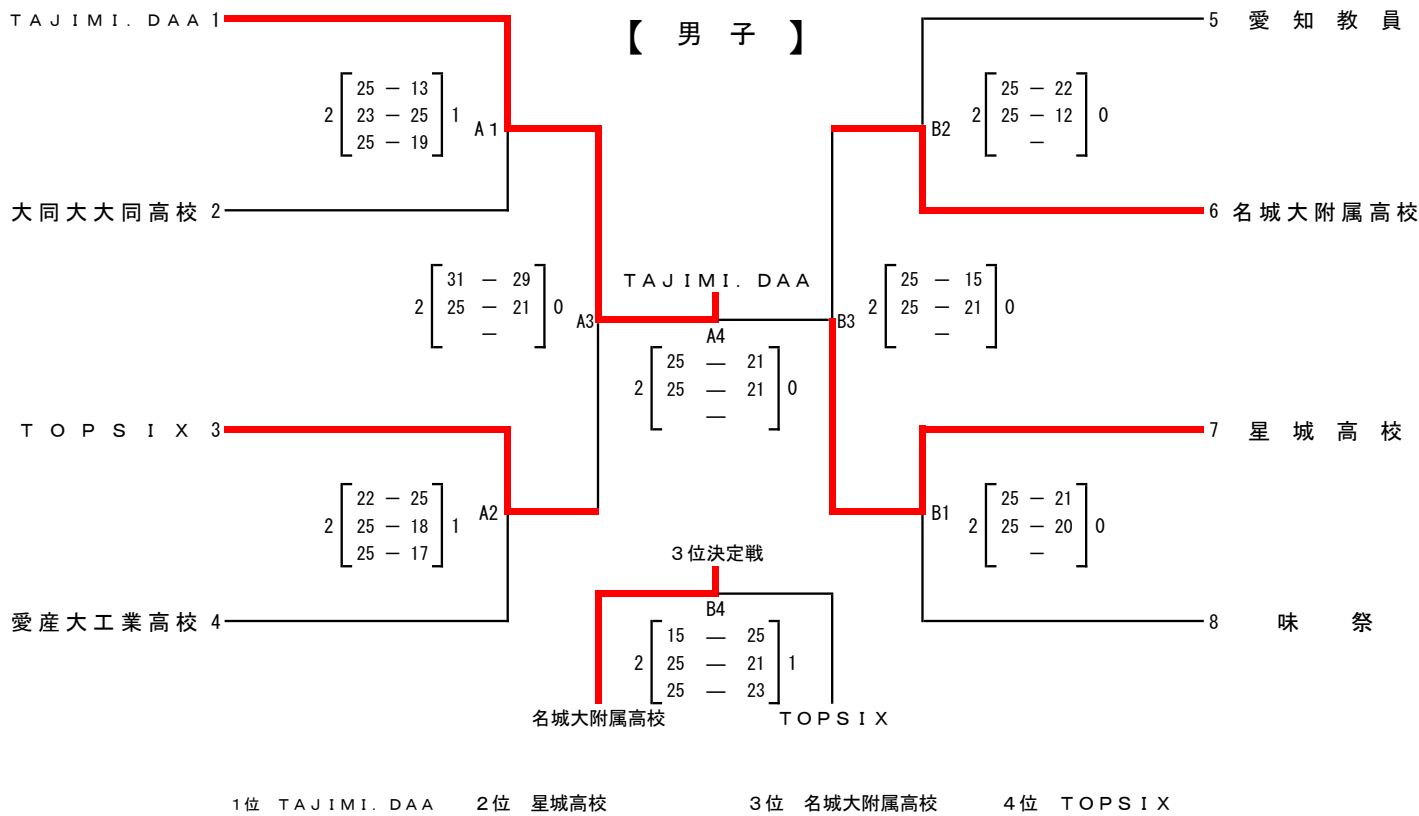 【 男 子 】
TAJIMI. DAA 1
5 愛知教員
2 25 － 13 1
23 － 25
25 － 19
A1
B2
2 25 － 22 0
25 － 12
－
大同大大同高校 2
6 名城大附属高校
2 31 － 29 0
25 － 21
－
A3
TAJIMI. DAA
A4
2 25 — 21 0
25 — 21
—
B3
2 25 － 15 0
25 － 21
－
TOPSIX 3
7 星城高校
2 22 － 25 1
25 － 18
25 － 17
A2
B1
2 25 － 21 0
25 － 20
－
愛産大工業高校 4
8 味祭
３位決定戦
B4
2 15 — 25 1
25 — 21
25 — 23
名城大附属高校 TOPSIX
1位 TAJIMI. DAA ２位 星城高校 ３位 名城大附属高校 ４位 TOPSIX